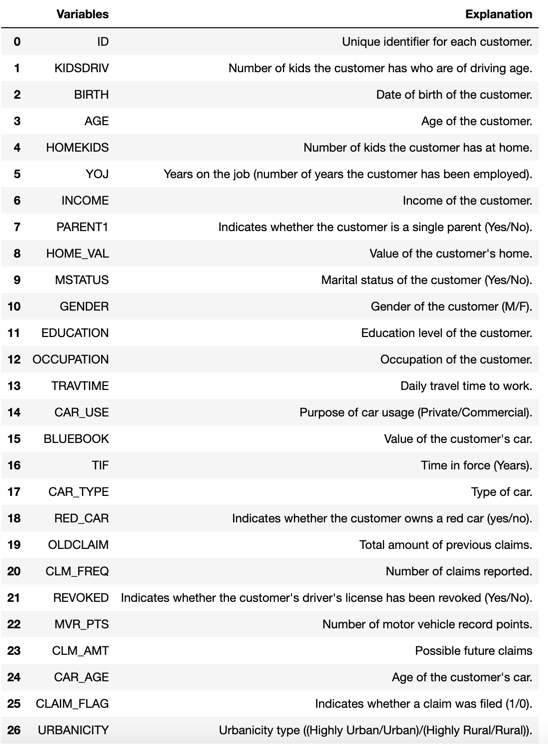 Variables Explanation
0 ID Unique identifier for each customer.
1 KIDSDRIV Number of kids the customer has who are of driving age.
2 BIRTH Date of birth of the customer.
3 AGE Age of the customer.
4 HOMEKIDS Number of kids the customer has at home.
5 YOJ Years on the job (number of years the customer has been employed).
6 INCOME Income of the customer.
7 PARENT1 Indicates whether the customer is a single parent (Yes/No).
8 HOME_VAL Value of the customer's home.
9 MSTATUS Marital status of the customer (Yes/No).
10 GENDER Gender of the customer (M/F).
11 EDUCATION Education level of the customer.
12 OCCUPATION Occupation of the customer.
13 TRAVTIME Daily travel time to work.
14 CAR_USE Purpose of car usage (Private/Commercial).
15 BLUEBOOK Value of the customer's car.
16 TIF Time in force (Years).
17 CAR_TYPE Type of car.
18 RED_CAR Indicates whether the customer owns a red car (yes/no).
19 OLDCLAIM Total amount of previous claims.
20 CLM_FREQ Number of claims reported.
21 REVOKED Indicates whether the customer's driver's license has been revoked (Yes/No).
22 MVR_PTS Number of motor vehicle record points.
23 CLM_AMT Possible future claims
24 CAR_AGE Age of the customer's car.
25 CLAIM_FLAG Indicates whether a claim was filed (1/0).
26 URBANICITY Urbanicity type ((Highly Urban/Urban)/(Highly Rural/Rural)).